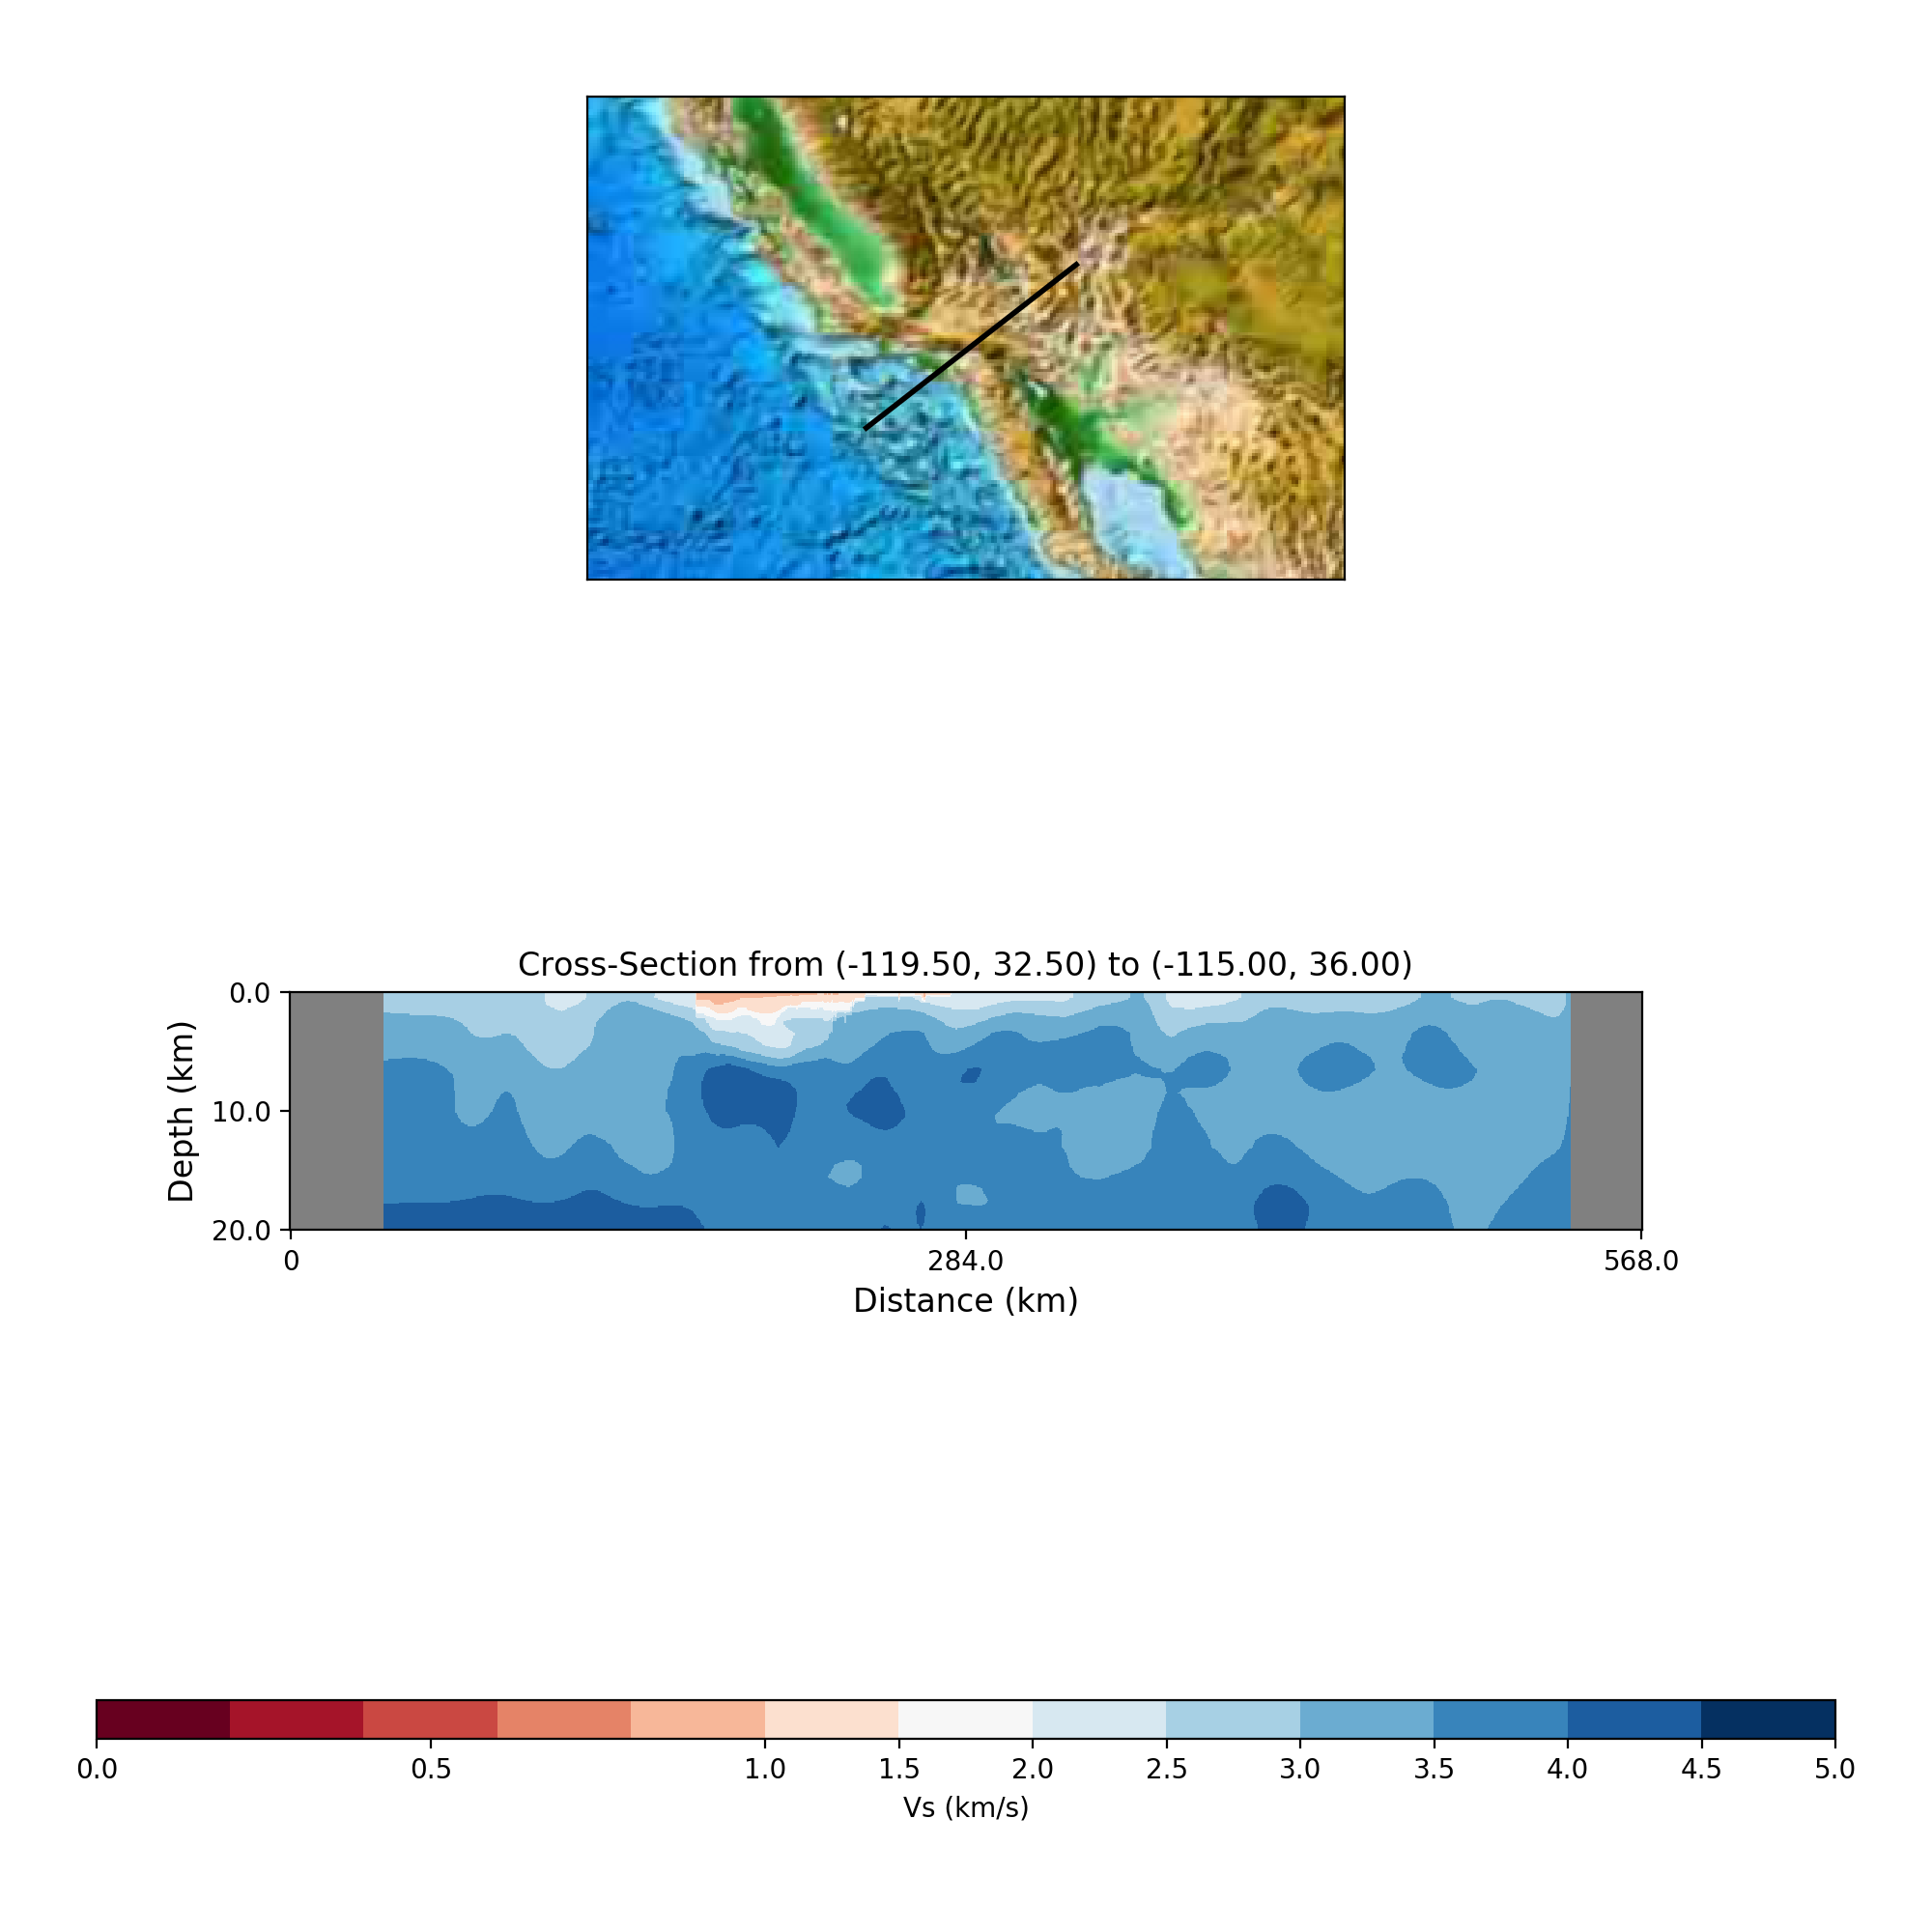 Cross-Section from (-119.50, 32.50) to (-115.00, 36.00)
0.0
10.0
20.0
Depth (km)
0 284.0 568.0
Distance (km)
0.0 0.5 1.0 1.5 2.0 2.5 3.0 3.5 4.0 4.5 5.0
Vs (km/s)